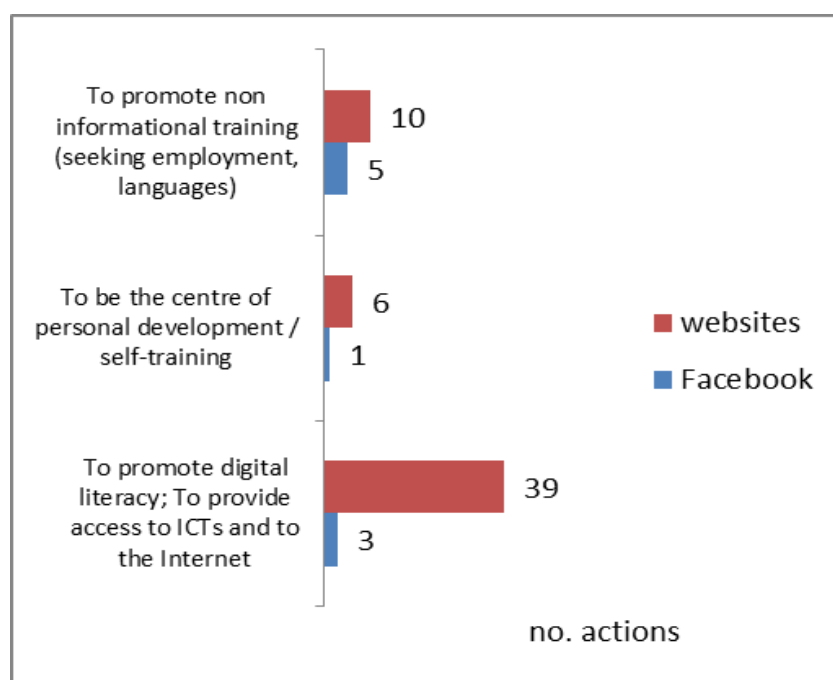 To promote non
informational training
(seeking employment,
languages)
10
5
To be the centre of
personal development /
self-training
6
1
websites
Facebook
To promote digital
literacy; To provide
access to ICTs and to
the Internet
39
3
no. actions